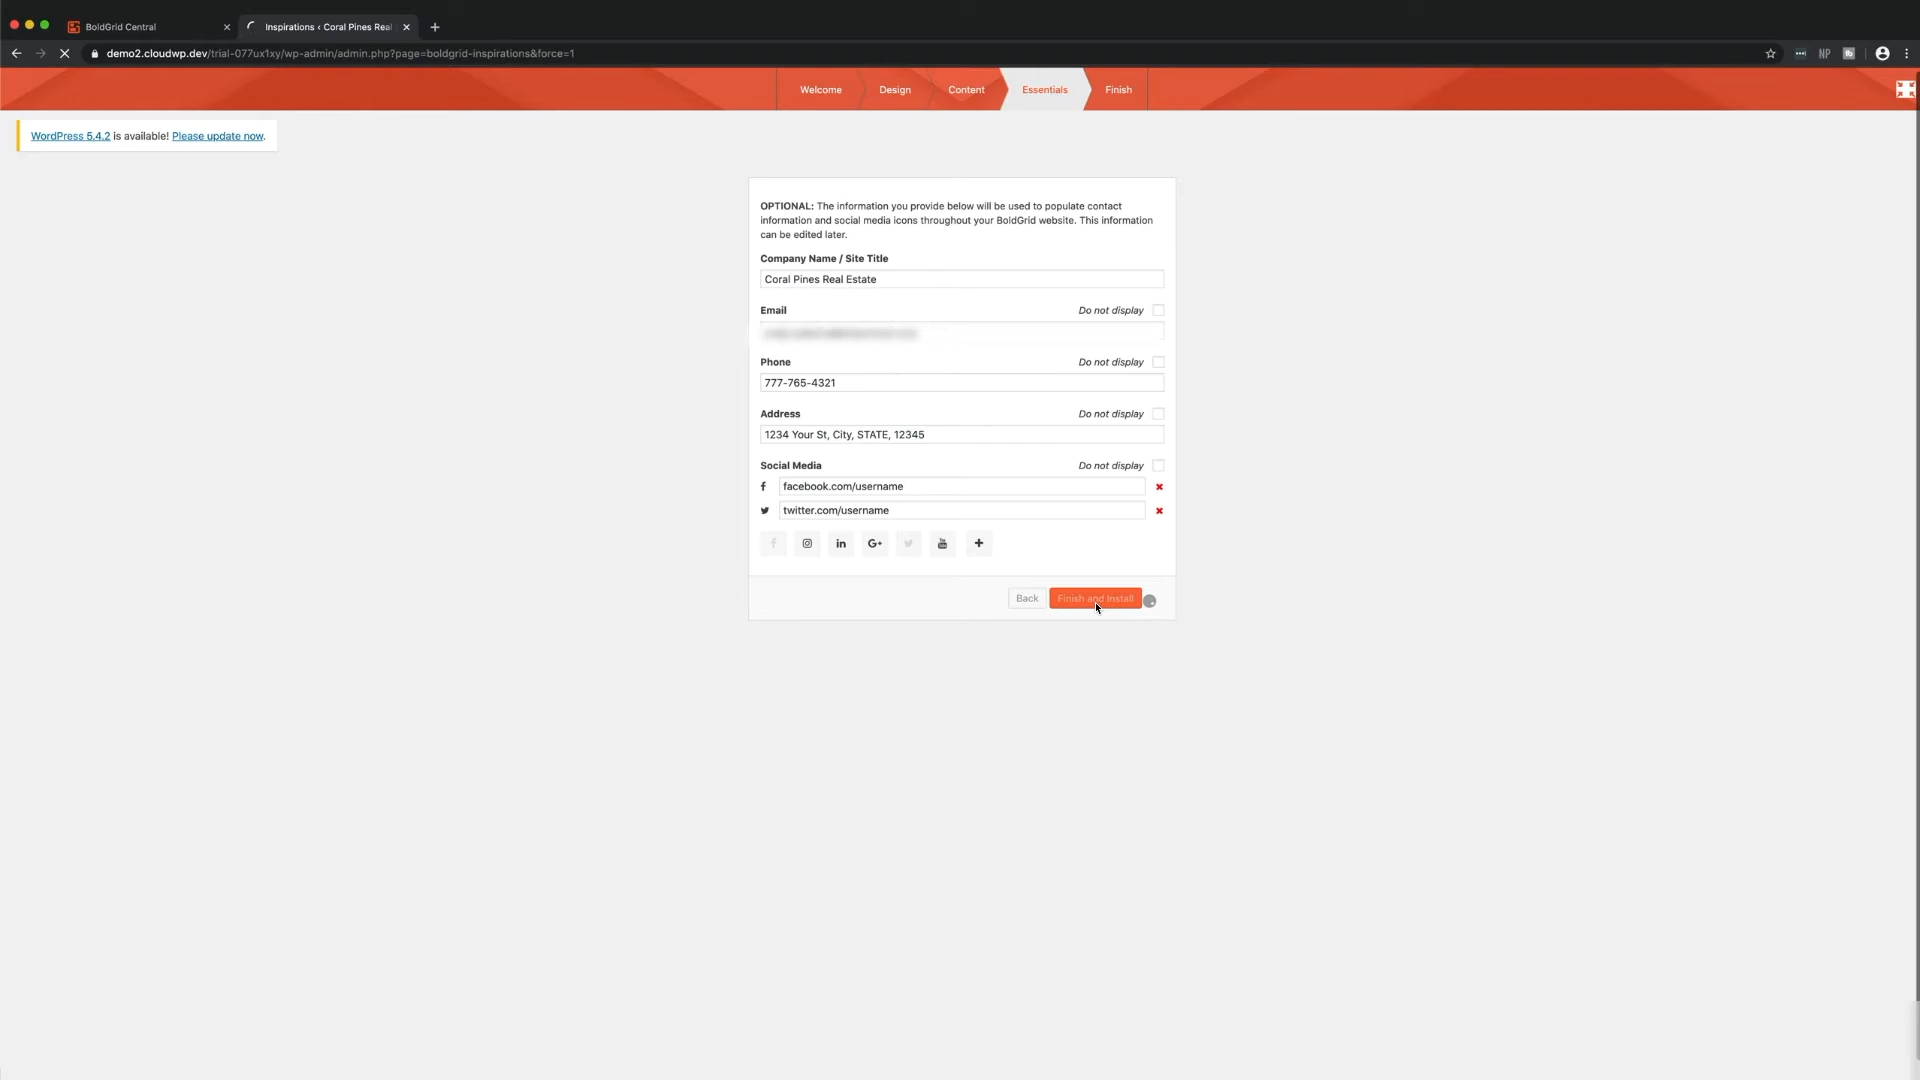 BoldGrid Central
Inspirations ‹ Coral Pines Real
demo2.cloudwp.dev/trial-077ux1xy/wp-admin/admin.php?page=boldgrid-inspirations&force=1
NP
Welcome
Design
Content
Essentials
Finish
WordPress 5.4.2 is available! Please update now.
OPTIONAL: The information you provide below will be used to populate contact
information and social media icons throughout your BoldGrid website. This information
can be edited later.
Company Name / Site Title
Coral Pines Real Estate
Email Do not display
Phone Do not display
777-765-4321
Address Do not display
1234 Your St, City, STATE, 12345
Social Media Do not display
facebook.com/username
twitter.com/username
Back Finish and Install